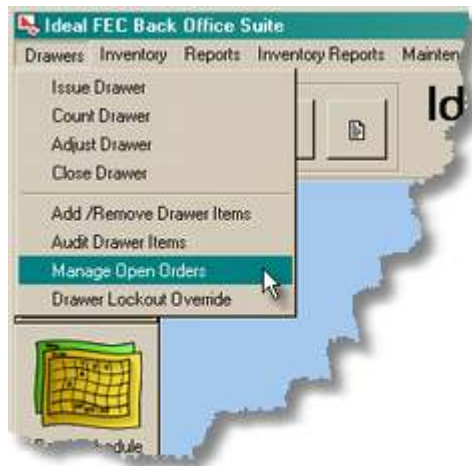 Ideal FEC Back Office Suite
Drawers Inventory Reports Inventory Reports
Issue Drawer
Count Drawer
Adjust Drawer
Close Drawer
Add /Remove Drawer Items
Audit Drawer Items
Manage Open Orders
Drawer Lockout Override